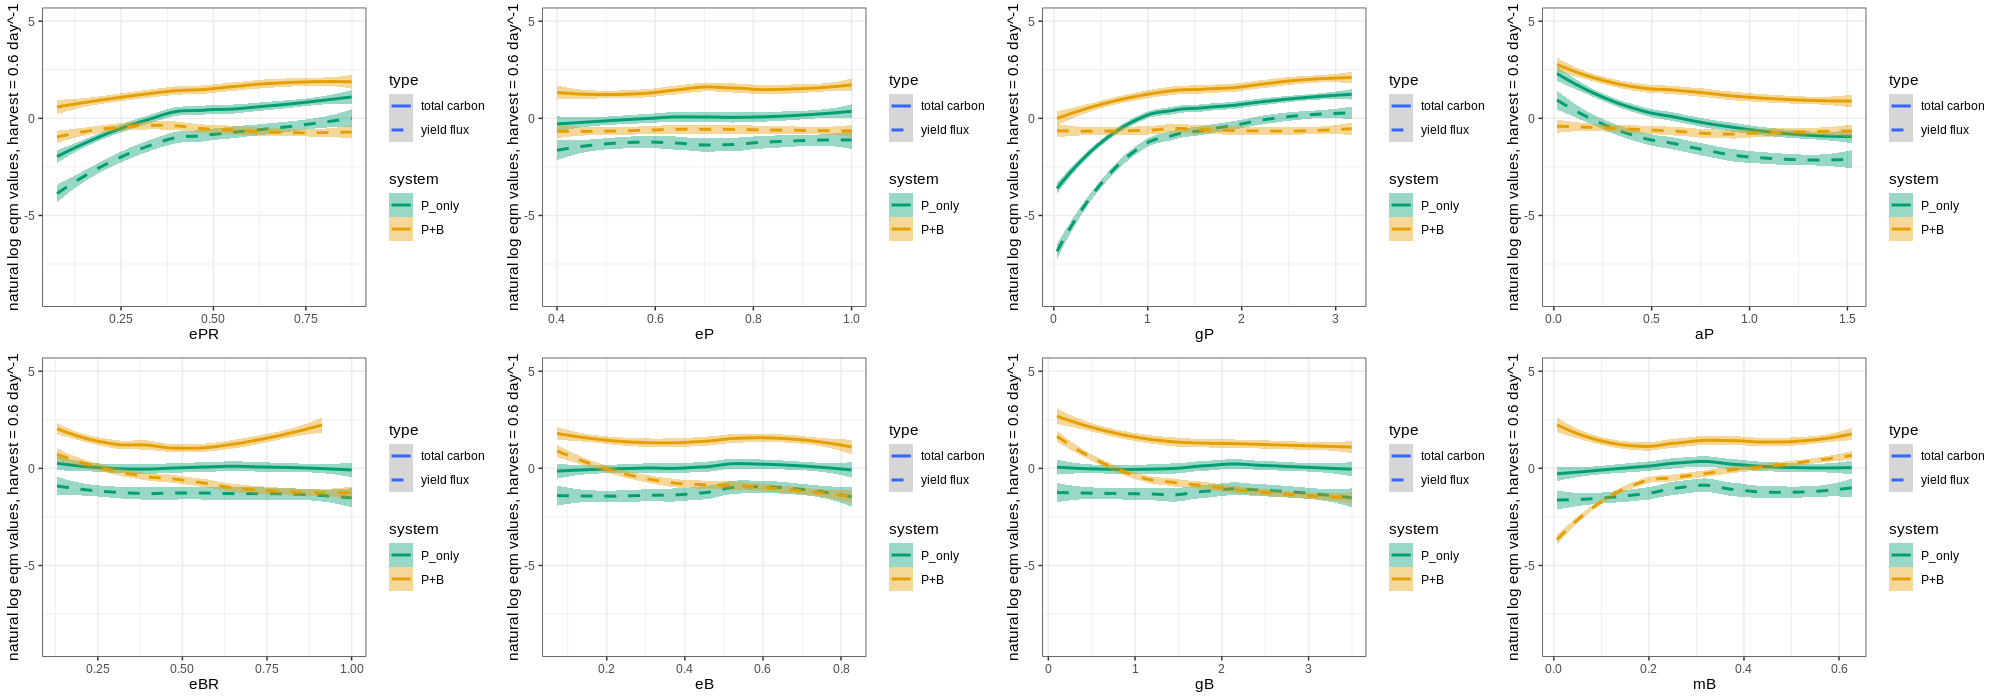 natural log eqm values, harvest = 0.6 day^-1
5
0
-5
0.25
0.50
0.75
ePR
type
total carbon
yield flux
system
P_only
P+B
natural log eqm values, harvest = 0.6 day^-1
5
0
-5
0.4
0.6
0.8
1.0
eP
type
total carbon
yield flux
system
P_only
P+B
natural log eqm values, harvest = 0.6 day^-1
5
0
-5
0
1
2
3
gP
type
total carbon
yield flux
system
P_only
P+B
natural log eqm values, harvest = 0.6 day^-1
5
0
-5
0.0
0.5
1.0
1.5
aP
type
total carbon
yield flux
system
P_only
P+B
natural log eqm values, harvest = 0.6 day^-1
5
0
-5
0.25
0.50
0.75
1.00
eBR
type
total carbon
yield flux
system
P_only
P+B
natural log eqm values, harvest = 0.6 day^-1
5
0
-5
0.2
0.4
0.6
0.8
eB
type
total carbon
yield flux
system
P_only
P+B
natural log eqm values, harvest = 0.6 day^-1
5
0
-5
0
1
2
3
gB
type
total carbon
yield flux
system
P_only
P+B
natural log eqm values, harvest = 0.6 day^-1
5
0
-5
0.0
0.2
0.4
0.6
mB
type
total carbon
yield flux
system
P_only
P+B